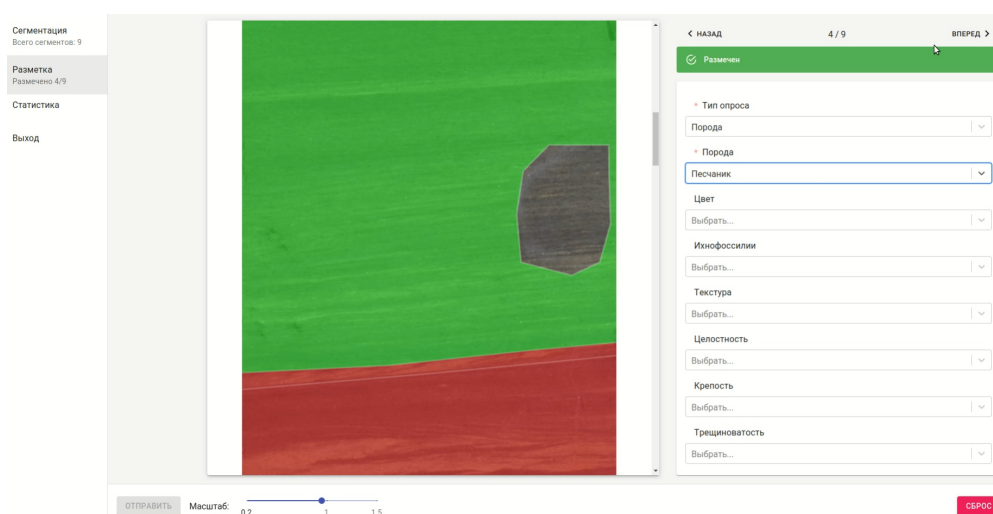 Сегментация
Всего сегментов: 9
Разметка
Размечено 4/9
Статистика
Выход
НАЗАД
4 / 9
ВПЕРЕД
Размечен
* Тип опроса
Порода
* Порода
Песчаник
Цвет
Выбрать...
Ихнофоссилии
Выбрать...
Текстура
Выбрать...
Целостность
Выбрать...
Крепость
Выбрать...
Трещиноватость
Выбрать...
ОТПРАВИТЬ
Масштаб:
0.2 1 1.5
СБРОС